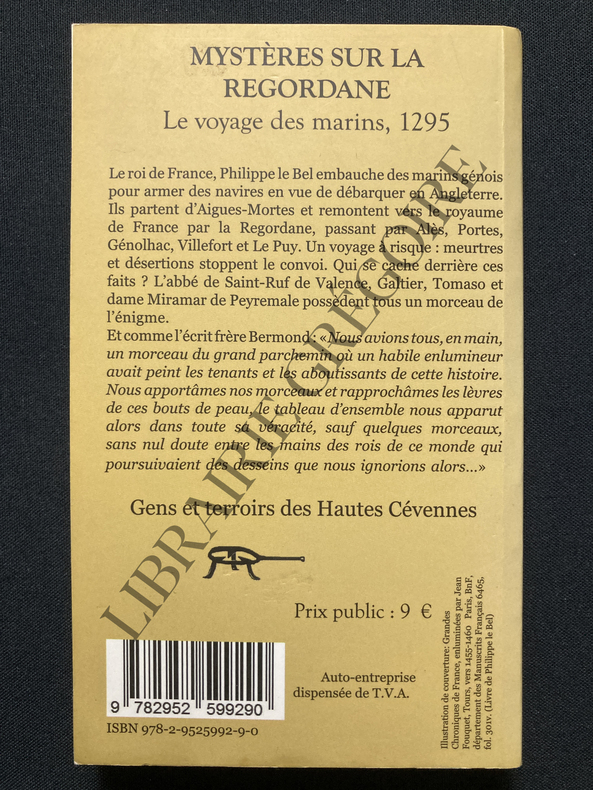 MYSTÈRES SUR LA
REGORDANE
Le voyage des marins, 1295
Le roi de France, Philippe le Bel embauche des marins génois
pour armer des navires en vue de débarquer en Angleterre.
Ils partent d'Aigues-Mortes et remontent vers le royaume
de France par la Regordane, passant par Alès, Portes,
Génolhac, Villefort et Le Puy. Un voyage à risque : meurtres
et désertions stoppent le convoi. Qui se cache derrière ces
faits ? L'abbé de Saint-Ruf de Valence, Galtier, Tomaso et
dame Miramar de Peyremale possèdent tous un morceau de
l'énigme.
Et comme l'écrit frère Bermond : «Nous avions tous, en main,
un morceau du grand parchemin où un habile enlumineur
avait peint les tenants et les aboutissants de cette histoire.
Nous apportâmes nos morceaux et rapprochâmes les lèvres
de ces bouts de peau, le tableau d'ensemble nous apparut
alors dans toute sa véracité, sauf quelques morceaux,
sans nul doute entre les mains des rois de ce monde qui
poursuivaient des desseins que nous ignorions alors...»
Gens et terroirs des Hautes Cévennes
Prix public : 9 €
Auto-entreprise
dispensée de T.V.A.
9 782952 599290
ISBN 978-2-9525992-9-0
Illustration de couverture: Grandes
Chroniques de France, enluminées par Jean
Fouquet, Tours, vers 1455-1460 Paris, BnF,
département des Manuscrits Français 6465,
fol. 301v. (Livre de Philippe le Bel)
LIBRAIRIE GRÉGOIRE